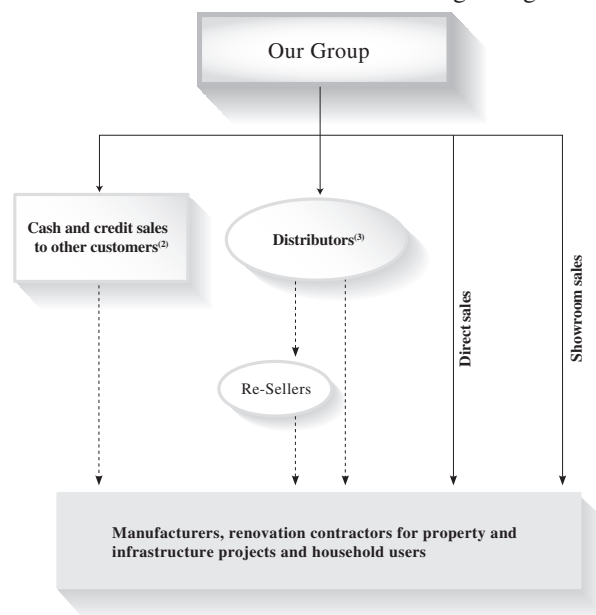 Our Group
Cash and credit sales
to other customers(2)
Distributors(3)
Direct sales
Showroom sales
Re-Sellers
Manufacturers, renovation contractors for property and
infrastructure projects and household users